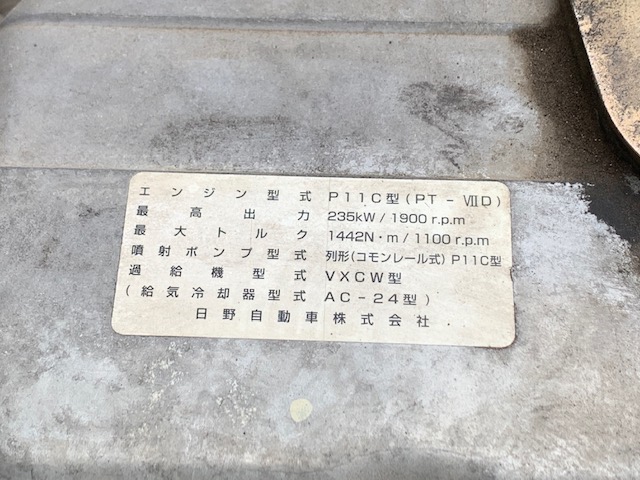 エンジン型式 P11C型(PT-ⅦD)
最高出力 235kW/1900r.p.m
最大トルク 1442N・m/1100r.p.m
噴射ポンプ型式 列形(コモンレール式)P11C型
過給機型式 VXCW型
(給気冷却器型式 AC-24型)
日野自動車株式会社